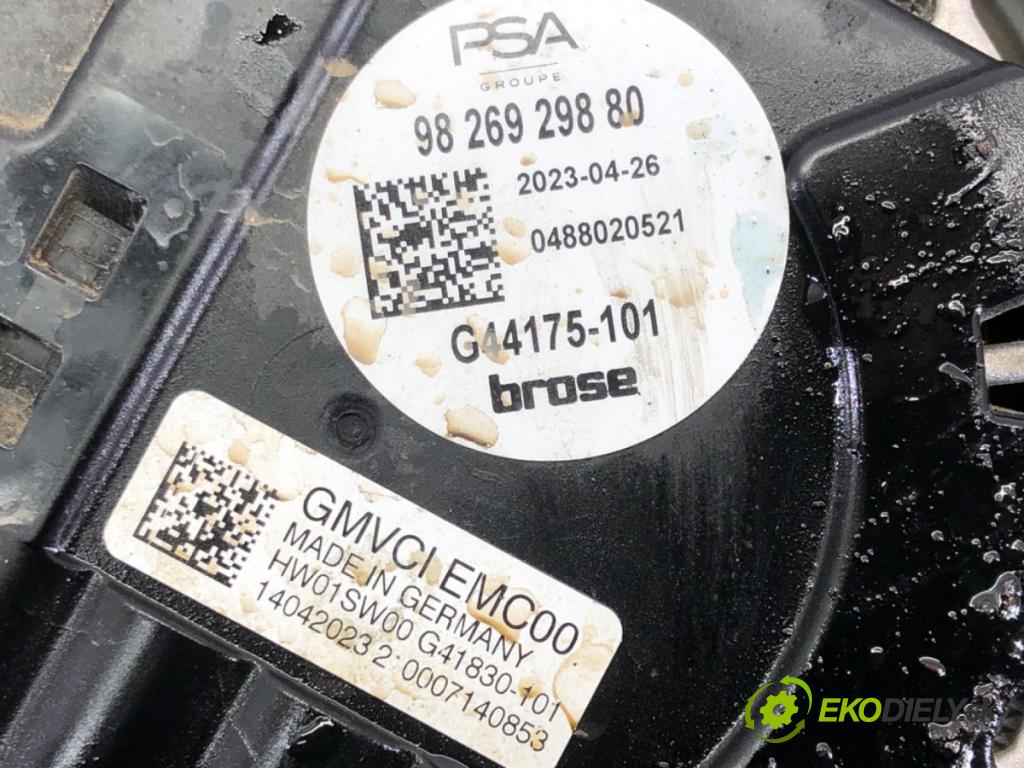 PSA
GROUPE
98 269 298 80
2023-04-26
0488020521
G44175-101
brose
GMVCI EMC00
MADE IN GERMANY
HW01SW00 G41830-101
14042023 2 0007140853
EKODIELY.SK